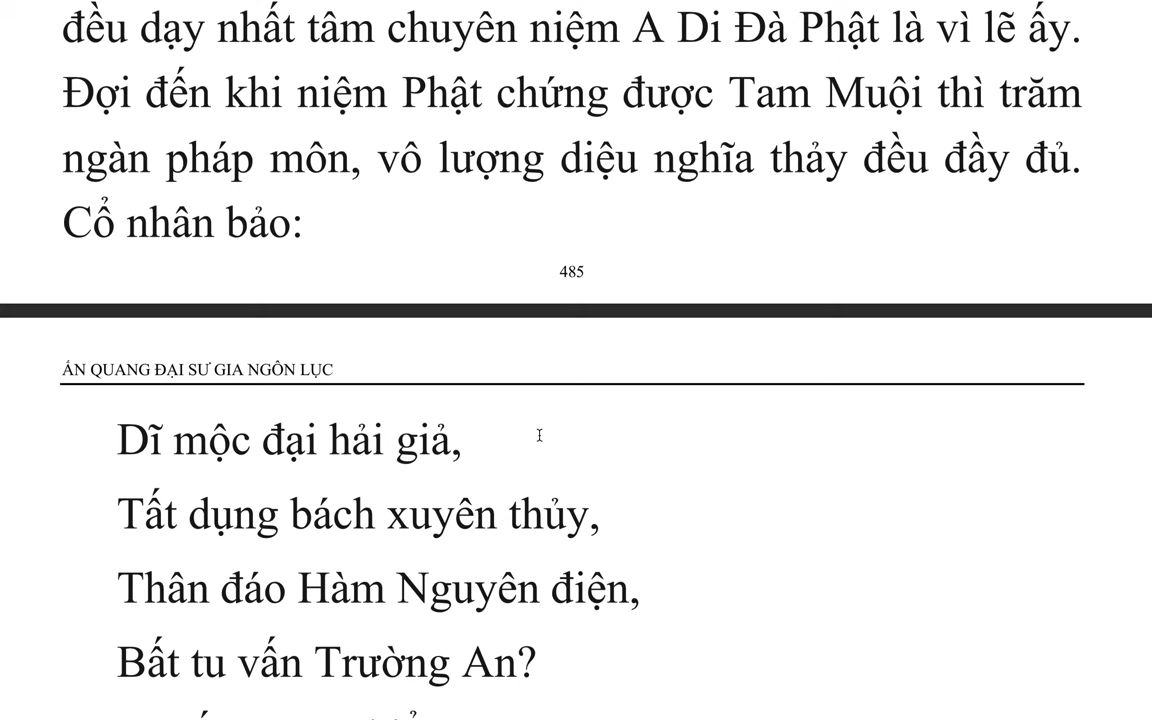 đều dạy nhất tâm chuyên niệm A Di Đà Phật là vì lẽ ấy.
Đợi đến khi niệm Phật chứng được Tam Muội thì trăm
ngàn pháp môn, vô lượng diệu nghĩa thảy đều đầy đủ.
Cổ nhân bảo:
485
ẤN QUANG ĐẠI SƯ GIA NGÔN LỤC
Dĩ mộc đại hải giả,
Tất dụng bách xuyên thủy,
Thân đáo Hàm Nguyên điện,
Bất tu vấn Trường An?